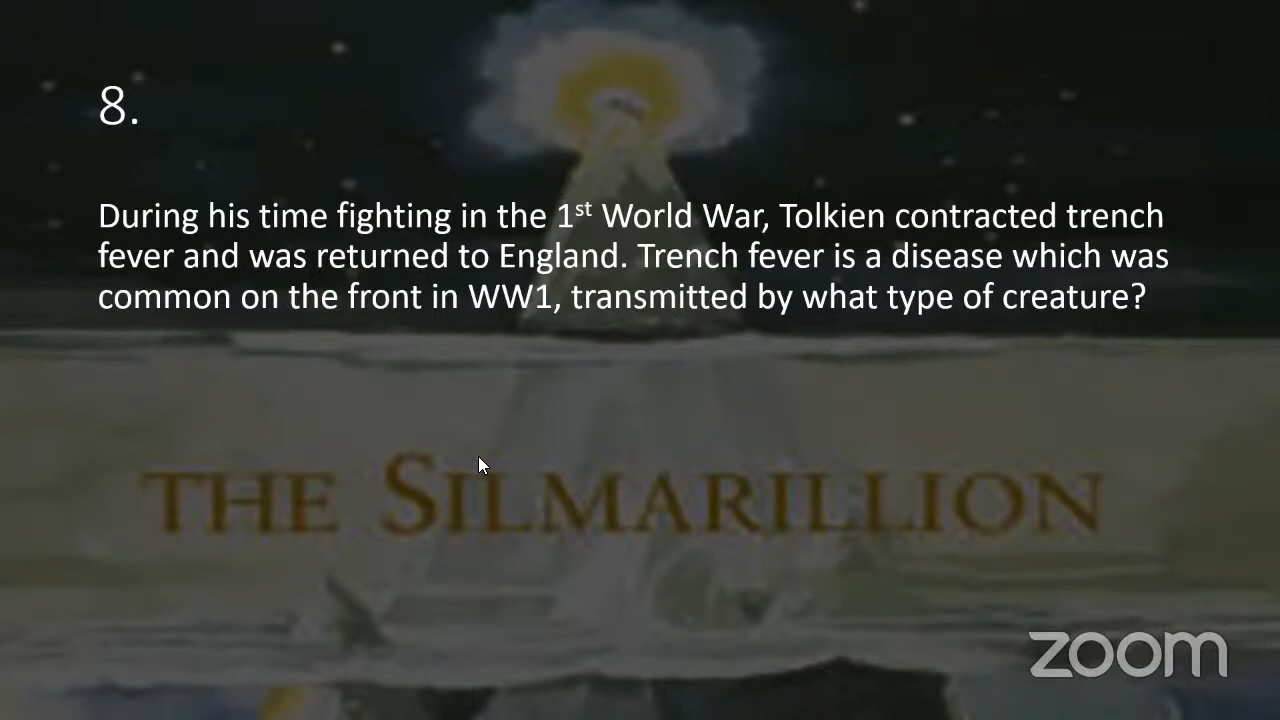 8.
During his time fighting in the 1st World War, Tolkien contracted trench
fever and was returned to England. Trench fever is a disease which was
common on the front in WW1, transmitted by what type of creature?
THE SILMARILLION
zoom